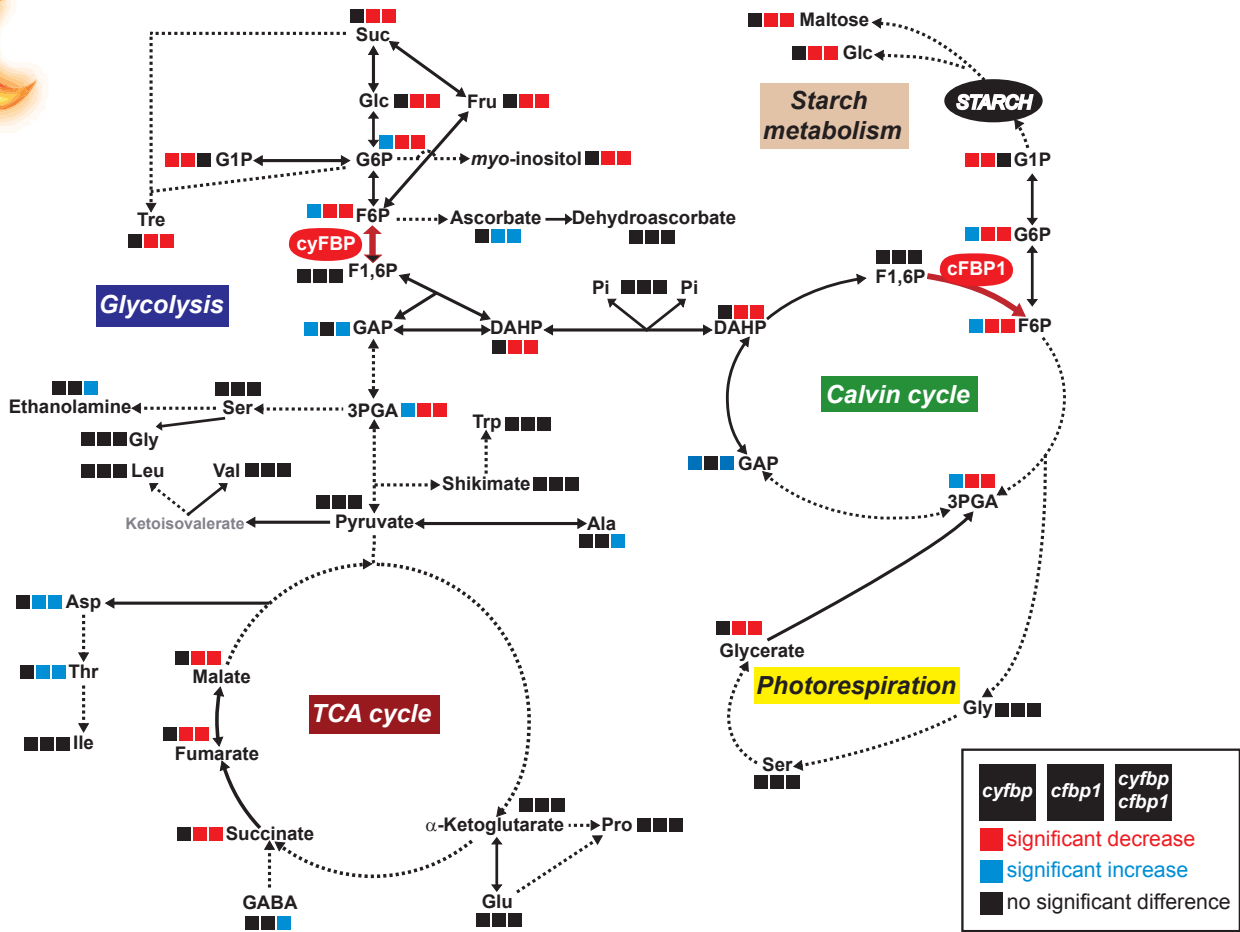 Suc
Maltose
Glc
Starch
metabolism
STARCH
Glc
Fru
G1P
G6P
myo-inositol
G1P
Tre
F6P
Ascorbate
Dehydroascorbate
G6P
cyFBP
F1,6P
F1,6P
cFBP1
Glycolysis
Pi
Pi
GAP
DAHP
DAHP
F6P
Calvin cycle
Ethanolamine
Ser
3PGA
Trp
Gly
Leu
Val
Shikimate
GAP
3PGA
Ketoisovalerate
Pyruvate
Ala
Asp
Glycerate
Thr
Malate
Photorespiration
TCA cycle
Gly
Ile
Fumarate
Ser
Succinate
α-Ketoglutarate
Pro
GABA
Glu
cyfbp
cfbp1
cyfbp
cfbp1
significant decrease
significant increase
no significant difference